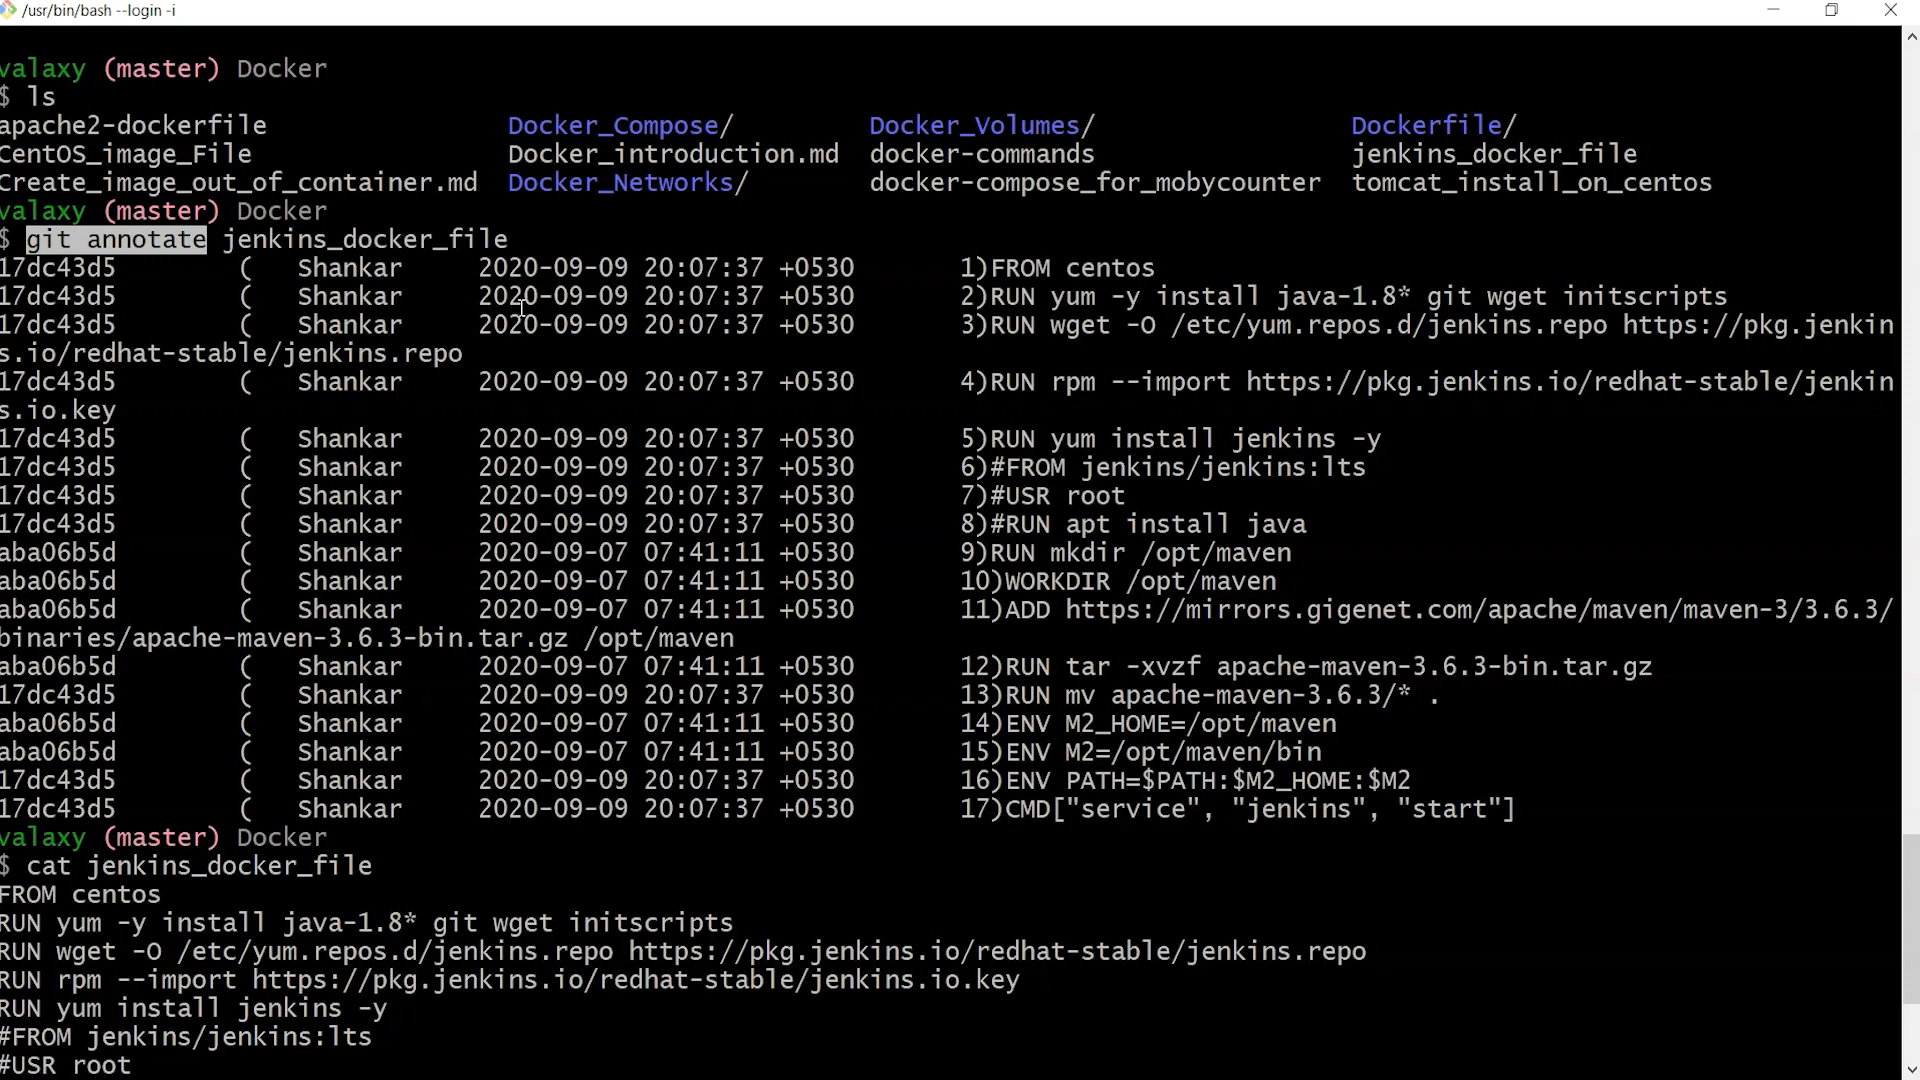 /usr/bin/bash --login -i
valaxy (master) Docker
$ ls
apache2-dockerfile Docker_Compose/ Docker_Volumes/ Dockerfile/
CentOS_image_File Docker_introduction.md docker-commands jenkins_docker_file
Create_image_out_of_container.md Docker_Networks/ docker-compose_for_mobycounter tomcat_install_on_centos
valaxy (master) Docker
$ git annotate jenkins_docker_file
17dc43d5 ( Shankar 2020-09-09 20:07:37 +0530 1)FROM centos
17dc43d5 ( Shankar 2020-09-09 20:07:37 +0530 2)RUN yum -y install java-1.8* git wget initscripts
17dc43d5 ( Shankar 2020-09-09 20:07:37 +0530 3)RUN wget -O /etc/yum.repos.d/jenkins.repo https://pkg.jenkin
s.io/redhat-stable/jenkins.repo
17dc43d5 ( Shankar 2020-09-09 20:07:37 +0530 4)RUN rpm --import https://pkg.jenkins.io/redhat-stable/jenkin
s.io.key
17dc43d5 ( Shankar 2020-09-09 20:07:37 +0530 5)RUN yum install jenkins -y
17dc43d5 ( Shankar 2020-09-09 20:07:37 +0530 6)#FROM jenkins/jenkins:lts
17dc43d5 ( Shankar 2020-09-09 20:07:37 +0530 7)#USR root
17dc43d5 ( Shankar 2020-09-09 20:07:37 +0530 8)#RUN apt install java
aba06b5d ( Shankar 2020-09-07 07:41:11 +0530 9)RUN mkdir /opt/maven
aba06b5d ( Shankar 2020-09-07 07:41:11 +0530 10)WORKDIR /opt/maven
aba06b5d ( Shankar 2020-09-07 07:41:11 +0530 11)ADD https://mirrors.gigenet.com/apache/maven/maven-3/3.6.3/
binaries/apache-maven-3.6.3-bin.tar.gz /opt/maven
aba06b5d ( Shankar 2020-09-07 07:41:11 +0530 12)RUN tar -xvzf apache-maven-3.6.3-bin.tar.gz
17dc43d5 ( Shankar 2020-09-09 20:07:37 +0530 13)RUN mv apache-maven-3.6.3/* .
aba06b5d ( Shankar 2020-09-07 07:41:11 +0530 14)ENV M2_HOME=/opt/maven
aba06b5d ( Shankar 2020-09-07 07:41:11 +0530 15)ENV M2=/opt/maven/bin
17dc43d5 ( Shankar 2020-09-09 20:07:37 +0530 16)ENV PATH=$PATH:$M2_HOME:$M2
17dc43d5 ( Shankar 2020-09-09 20:07:37 +0530 17)CMD["service", "jenkins", "start"]
valaxy (master) Docker
$ cat jenkins_docker_file
FROM centos
RUN yum -y install java-1.8* git wget initscripts
RUN wget -O /etc/yum.repos.d/jenkins.repo https://pkg.jenkins.io/redhat-stable/jenkins.repo
RUN rpm --import https://pkg.jenkins.io/redhat-stable/jenkins.io.key
RUN yum install jenkins -y
#FROM jenkins/jenkins:lts
#USR root